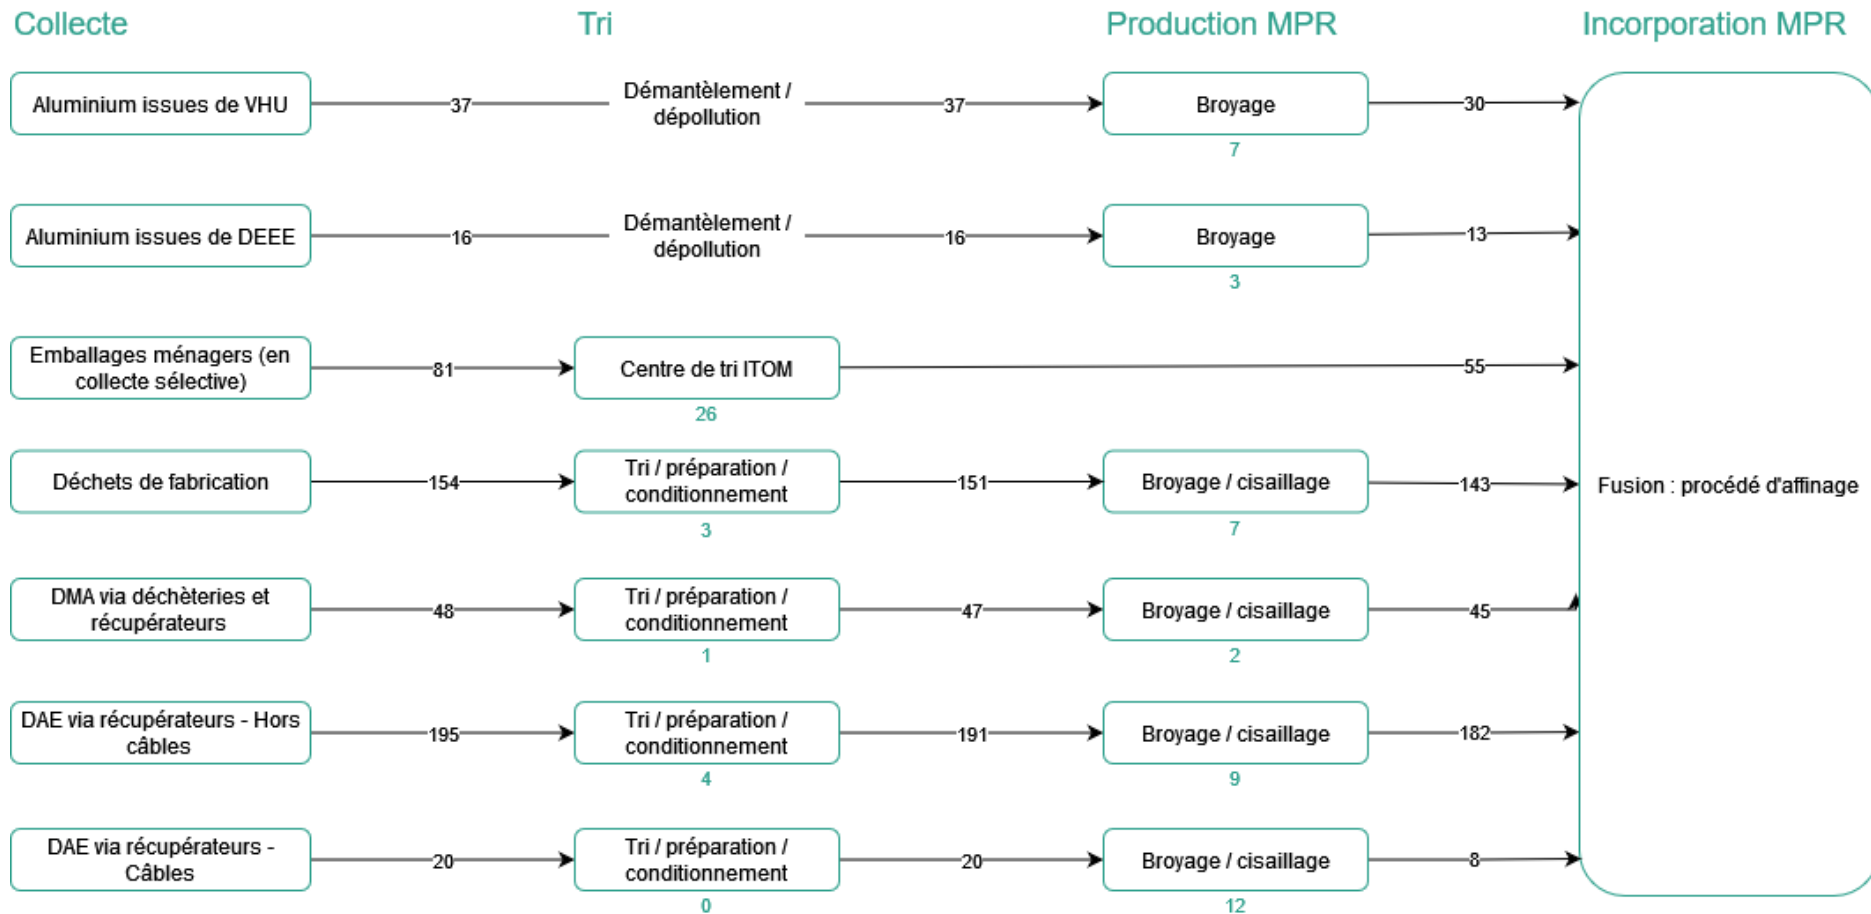 Collecte
Tri
Production MPR
Incorporation MPR
Aluminium issues de VHU
37
Démantèlement /
dépollution
37
Broyage
7
30
Aluminium issues de DEEE
16
Démantèlement /
dépollution
16
Broyage
3
13
Emballages ménagers (en
collecte sélective)
81
Centre de tri ITOM
26
55
Déchets de fabrication
154
Tri / préparation /
conditionnement
3
151
Broyage / cisaillage
7
143
Fusion : procédé d'affinage
DMA via déchèteries et
récupérateurs
48
Tri / préparation /
conditionnement
1
47
Broyage / cisaillage
2
45
DAE via récupérateurs - Hors
câbles
195
Tri / préparation /
conditionnement
4
191
Broyage / cisaillage
9
182
DAE via récupérateurs -
Câbles
20
Tri / préparation /
conditionnement
0
20
Broyage / cisaillage
12
8